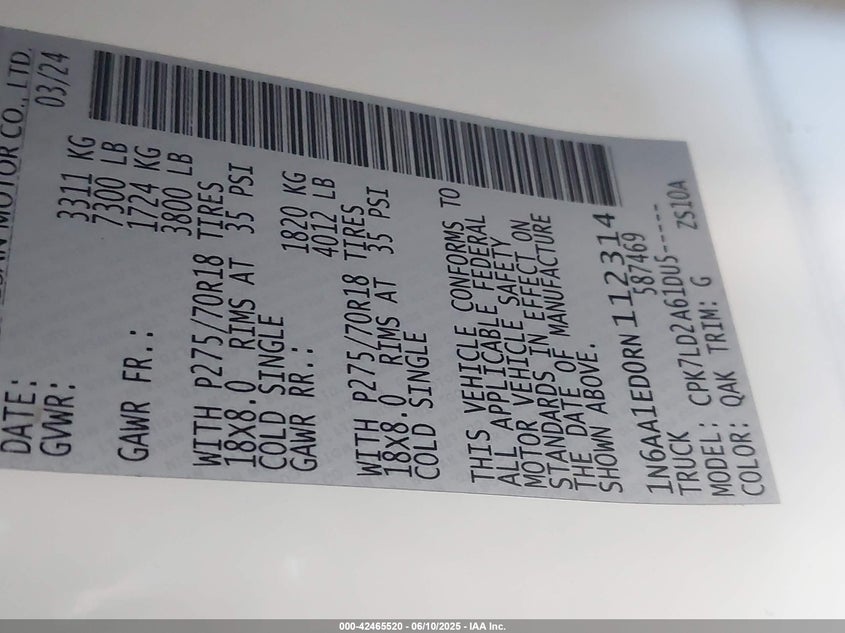 MOTOR CO., LTD.
DATE: 03/24
GVWR: 3311 KG
7300 LB
GAWR FR.: 1724 KG
3800 LB
WITH P275/70R18 TIRES
18X8.0 RIMS AT 35 PSI
COLD SINGLE
GAWR RR.: 1820 KG
4012 LB
WITH P275/70R18 TIRES
18X8.0 RIMS AT 35 PSI
COLD SINGLE
THIS VEHICLE CONFORMS TO
ALL APPLICABLE FEDERAL
MOTOR VEHICLE SAFETY
STANDARDS IN EFFECT ON
THE DATE OF MANUFACTURE
SHOWN ABOVE.
1N6AA1ED0RN112314
TRUCK 587469
MODEL: CPK7LD2A61DU5-----
COLOR: QAK TRIM: G ZS10A
000-42465520 - 06/10/2025 - IAA Inc.